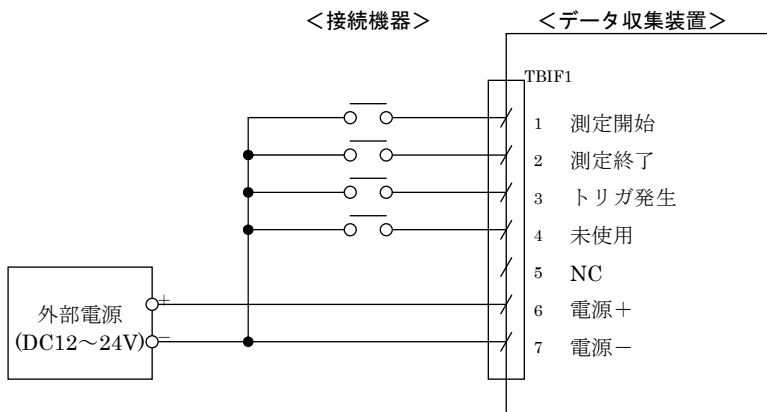 ＜接続機器＞
＜データ収集装置＞
TBIF1
1 測定開始
2 測定終了
3 トリガ発生
4 未使用
5 NC
6 電源＋
7 電源－
外部電源
(DC12～24V)
＋
－